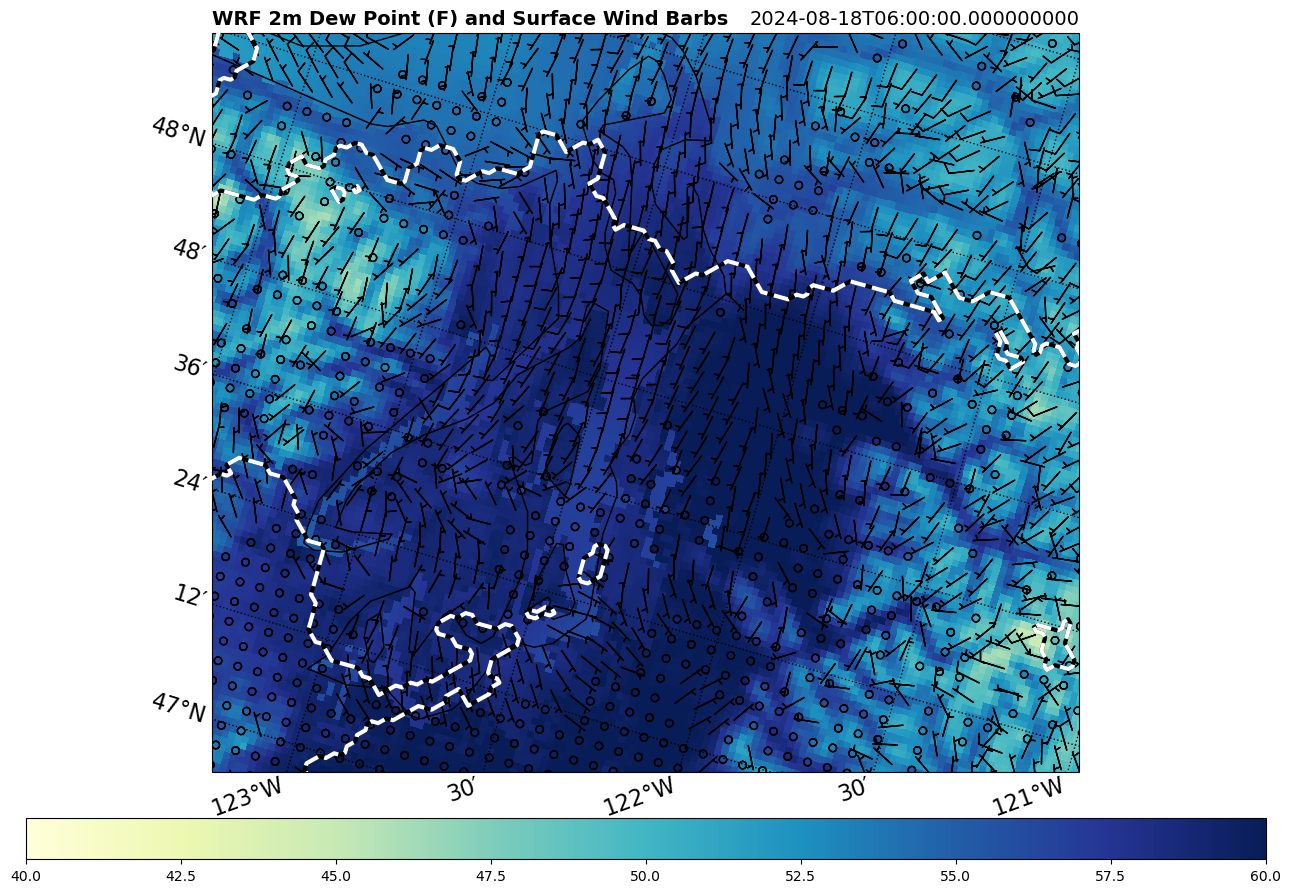 WRF 2m Dew Point (F) and Surface Wind Barbs 2024-08-18T06:00:00.000000000
48°N
48′
36′
24′
12′
47°N
123°W 30′ 122°W 30′ 121°W
40.0 42.5 45.0 47.5 50.0 52.5 55.0 57.5 60.0